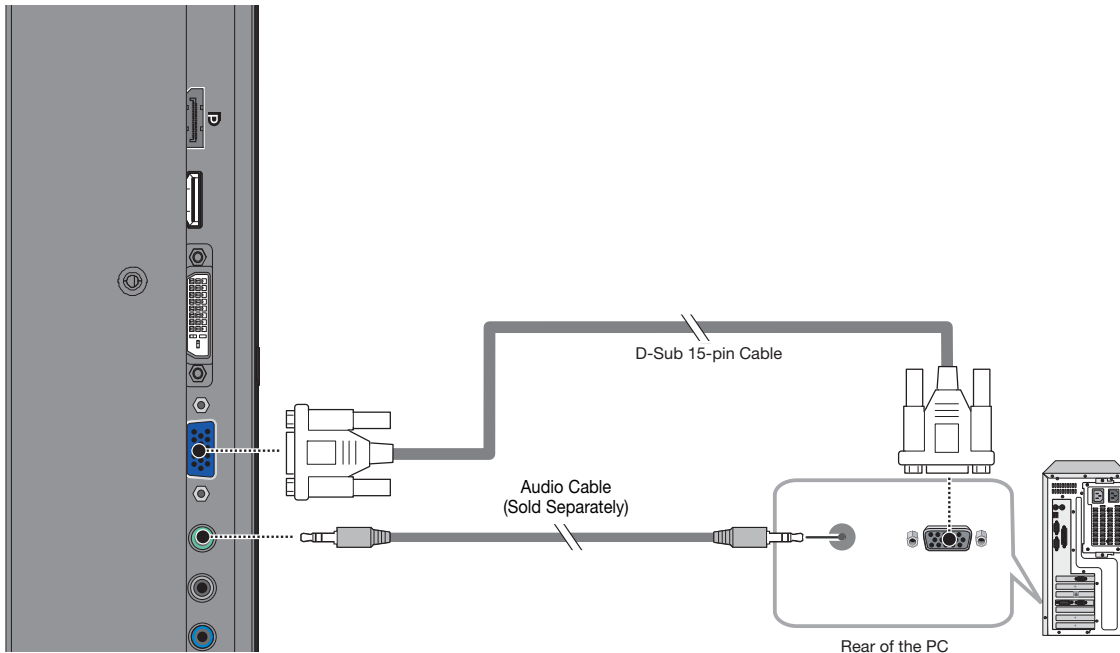 D-Sub 15-pin Cable
Audio Cable
(Sold Separately)
Rear of the PC